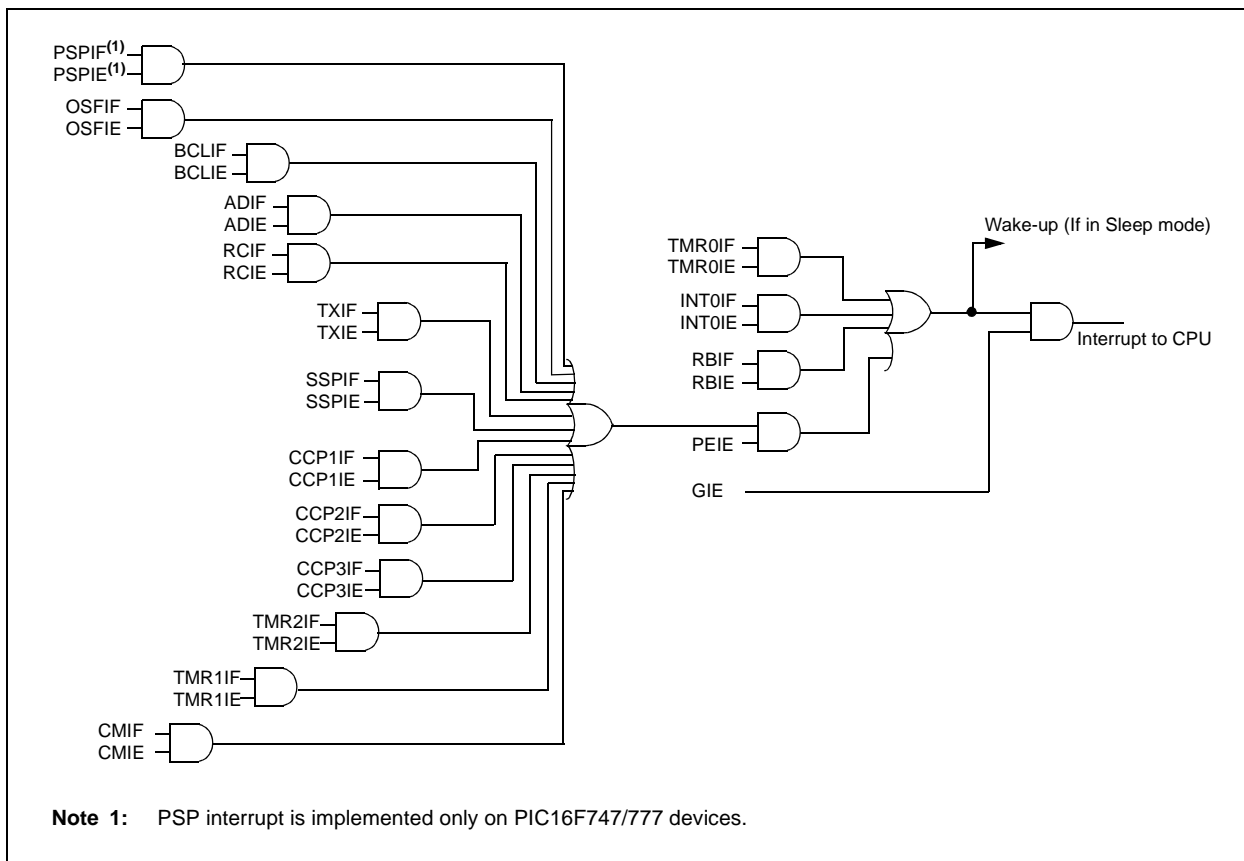 PSPIF(1)
PSPIE(1)
OSFIF
OSFIE
BCLIF
BCLIE
ADIF
ADIE
RCIF
RCIE
TXIF
TXIE
SSPIF
SSPIE
CCP1IF
CCP1IE
CCP2IF
CCP2IE
CCP3IF
CCP3IE
TMR2IF
TMR2IE
TMR1IF
TMR1IE
CMIF
CMIE
TMR0IF
TMR0IE
INT0IF
INT0IE
RBIF
RBIE
PEIE
GIE
Wake-up (If in Sleep mode)
Interrupt to CPU
Note 1: PSP interrupt is implemented only on PIC16F747/777 devices.